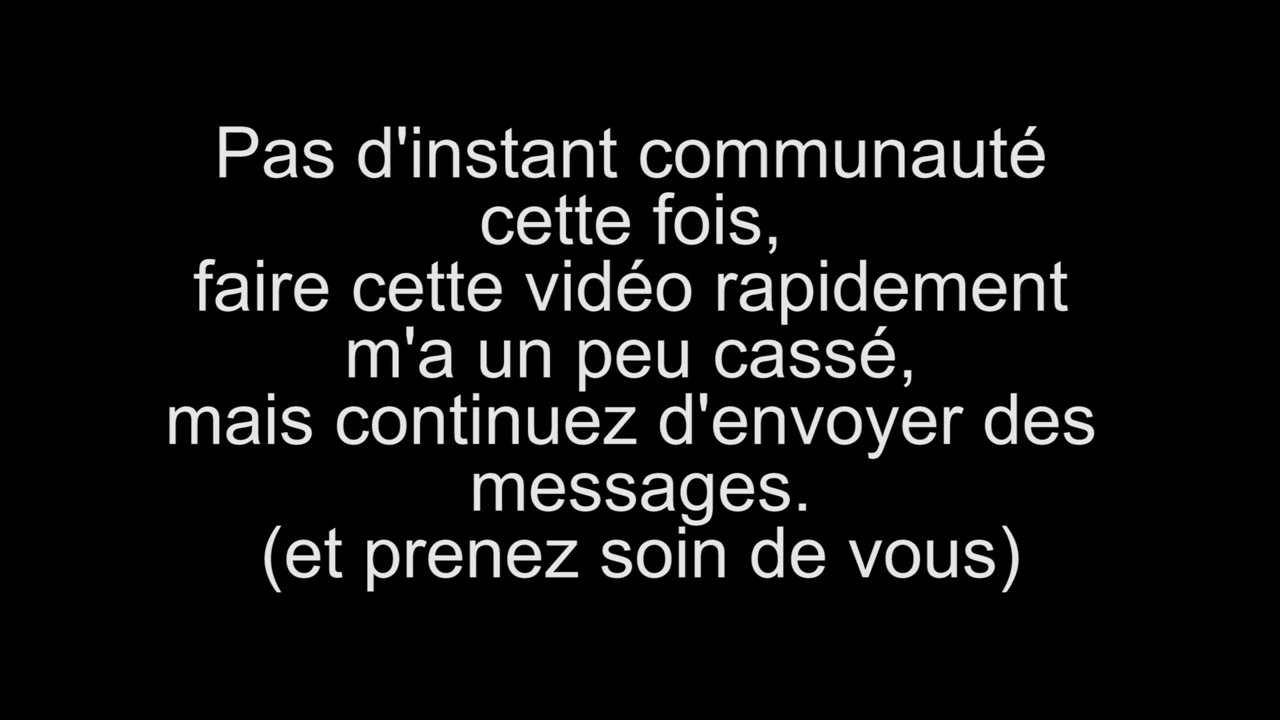 Pas d'instant communauté
cette fois,
faire cette vidéo rapidement
m'a un peu cassé,
mais continuez d'envoyer des
messages.
(et prenez soin de vous)